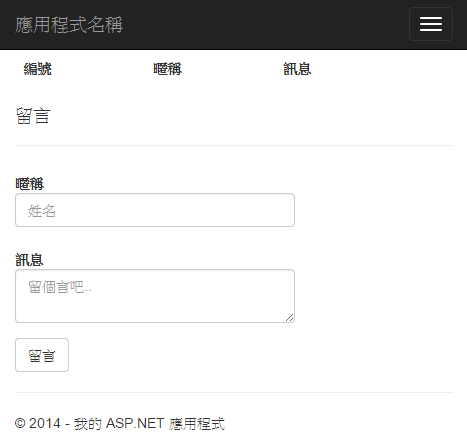 應用程式名稱
編號 暱稱 訊息
留言
暱稱
姓名
訊息
留個言吧..
留言
© 2014 - 我的 ASP.NET 應用程式